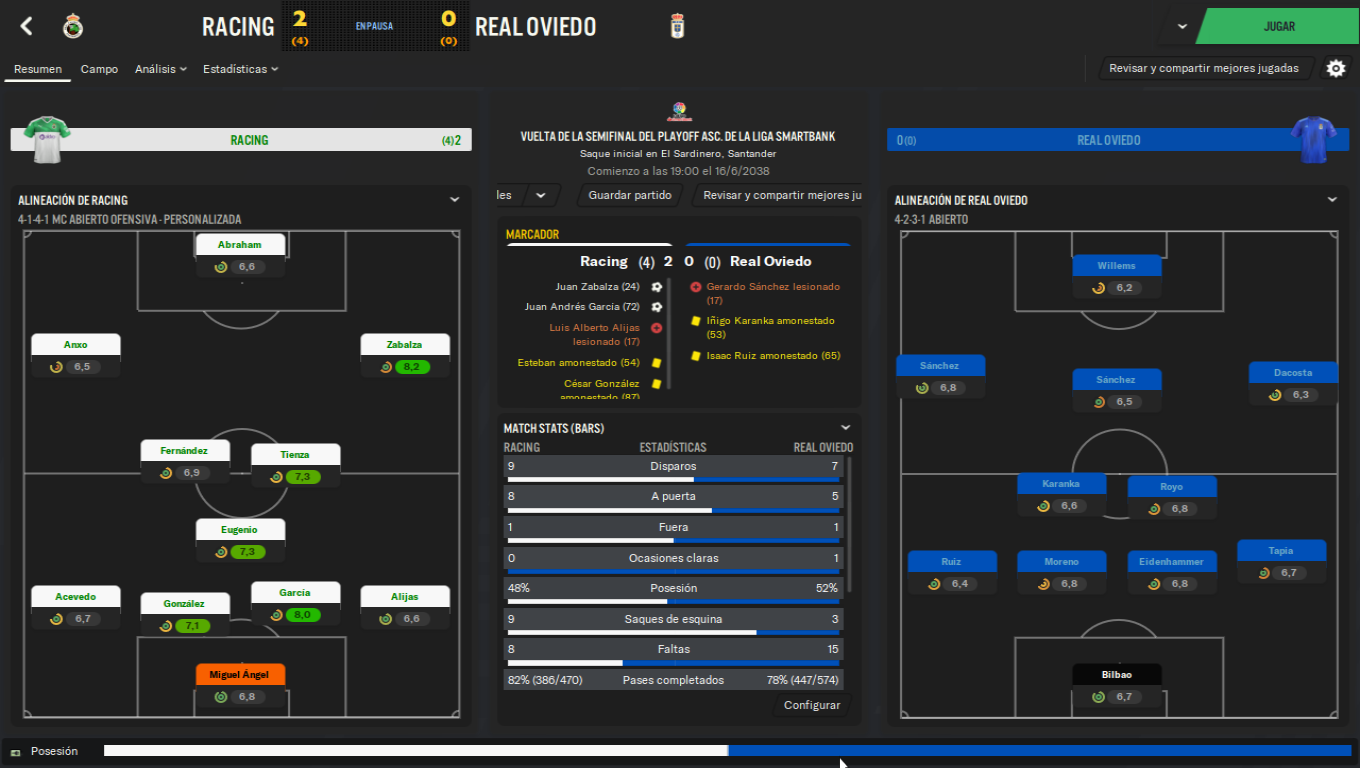 RACING
2
(4)
EN PAUSA
0
(0)
REAL OVIEDO
JUGAR
Resumen
Campo
Análisis
Estadísticas
Revisar y compartir mejores jugadas
RACING
(4)2
ALINEACIÓN DE RACING
4-1-4-1 MC ABIERTO OFENSIVA - PERSONALIZADA
Abraham
6,6
Anxo
6,5
Zabalza
8,2
Fernández
6,9
Tienza
7,3
Eugenio
7,3
Acevedo
6,7
González
7,1
García
8,0
Alijas
6,6
Miguel Ángel
6,8
VUELTA DE LA SEMIFINAL DEL PLAYOFF ASC. DE LA LIGA SMARTBANK
Saque inicial en El Sardinero, Santander
Comienzo a las 19:00 el 16/6/2038
les
Guardar partido
Revisar y compartir mejores ju
MARCADOR
Racing (4) 2 0 (0) Real Oviedo
Juan Zabalza (24)
Juan Andrés García (72)
Luis Alberto Alijas
lesionado (17)
Esteban amonestado (54)
César González
amonestado (87)
Gerardo Sánchez lesionado
(17)
Iñigo Karanka amonestado
(53)
Isaac Ruiz amonestado (65)
MATCH STATS (BARS)
RACING ESTADÍSTICAS REAL OVIEDO
9 Disparos 7
8 A puerta 5
1 Fuera 1
0 Ocasiones claras 1
48% Posesión 52%
9 Saques de esquina 3
8 Faltas 15
82% (386/470) Pases completados 78% (447/574)
Configurar
0(0)
REAL OVIEDO
ALINEACIÓN DE REAL OVIEDO
4-2-3-1 ABIERTO
Willems
6,2
Sánchez
6,8
Sánchez
6,5
Dacosta
6,3
Karanka
6,6
Royo
6,8
Ruiz
6,4
Moreno
6,8
Eidenhammer
6,8
Tapia
6,7
Bilbao
6,7
Posesión